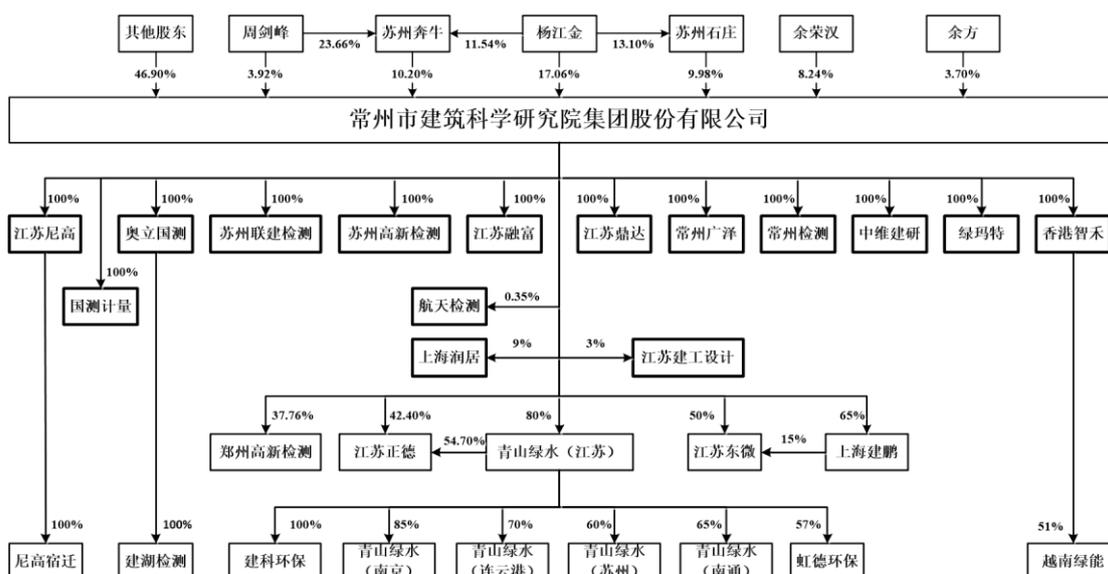 其他股东
周剑峰
苏州奔牛
杨江金
苏州石庄
余荣汉
余方
23.66%
11.54%
13.10%
46.90%
3.92%
10.20%
17.06%
9.98%
8.24%
3.70%
常州市建筑科学研究院集团股份有限公司
100%
100%
100%
100%
100%
100%
100%
100%
100%
100%
100%
江苏尼高
奥立国测
苏州联建检测
苏州高新检测
江苏融富
江苏鼎达
常州广泽
常州检测
中维建研
绿玛特
香港智禾
100%
国测计量
航天检测
0.35%
上海润居
9%
3%
江苏建工设计
37.76%
42.40%
80%
50%
65%
郑州高新检测
江苏正德
54.70%
青山绿水（江苏）
江苏东微
15%
上海建鹏
100%
100%
100%
85%
70%
60%
65%
57%
51%
尼高宿迁
建湖检测
建科环保
青山绿水
（南京）
青山绿水
（连云港）
青山绿水
（苏州）
青山绿水
（南通）
虹德环保
越南绿能